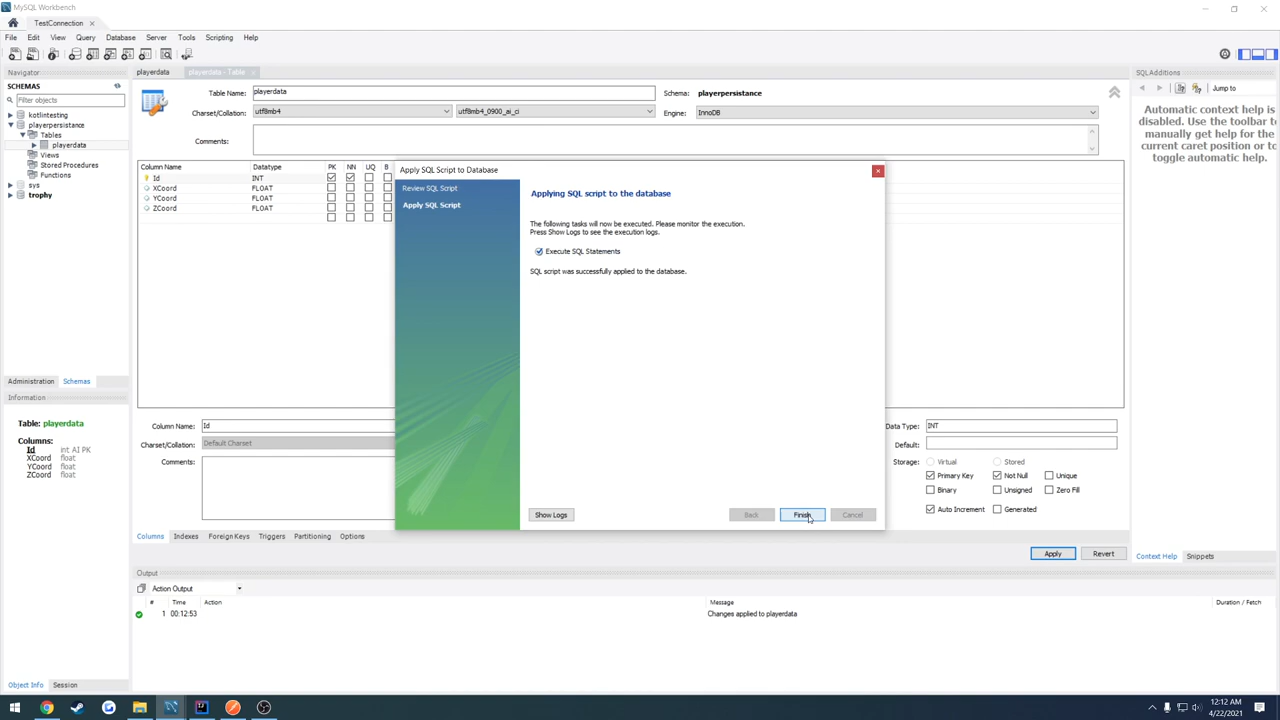 MySQL Workbench
TestConnection
File Edit View Query Database Server Tools Scripting Help
Navigator
SCHEMAS
Filter objects
kotlintesting
playerpersistance
Tables
playerdata
Views
Stored Procedures
Functions
sys
trophy
Administration Schemas
Information
Table: playerdata
Columns:
Id int AI PK
XCoord float
YCoord float
ZCoord float
Object Info Session
playerdata playerdata - Table
Table Name: playerdata Schema: playerpersistance
Charset/Collation: utf8mb4 utf8mb4_0900_ai_ci Engine: InnoDB
Comments:
Column Name Datatype PK NN UQ B
Id INT
XCoord FLOAT
YCoord FLOAT
ZCoord FLOAT
Apply SQL Script to Database
Review SQL Script
Apply SQL Script
Applying SQL script to the database
The following tasks will now be executed. Please monitor the execution.
Press Show Logs to see the execution logs.
Execute SQL Statements
SQL script was successfully applied to the database.
Show Logs Back Finish Cancel
Column Name: Id Data Type: INT
Charset/Collation: Default Charset Default:
Comments: Storage: Virtual Stored
Primary Key Not Null Unique
Binary Unsigned Zero Fill
Auto Increment Generated
Columns Indexes Foreign Keys Triggers Partitioning Options
Apply Revert
Output
Action Output
# Time Action Message Duration / Fetch
1 00:12:53 Changes applied to playerdata
SQLAdditions
Jump to
Automatic context help is
disabled. Use the toolbar to
manually get help for the
current caret position or to
toggle automatic help.
Context Help Snippets
12:12 AM
4/22/2021